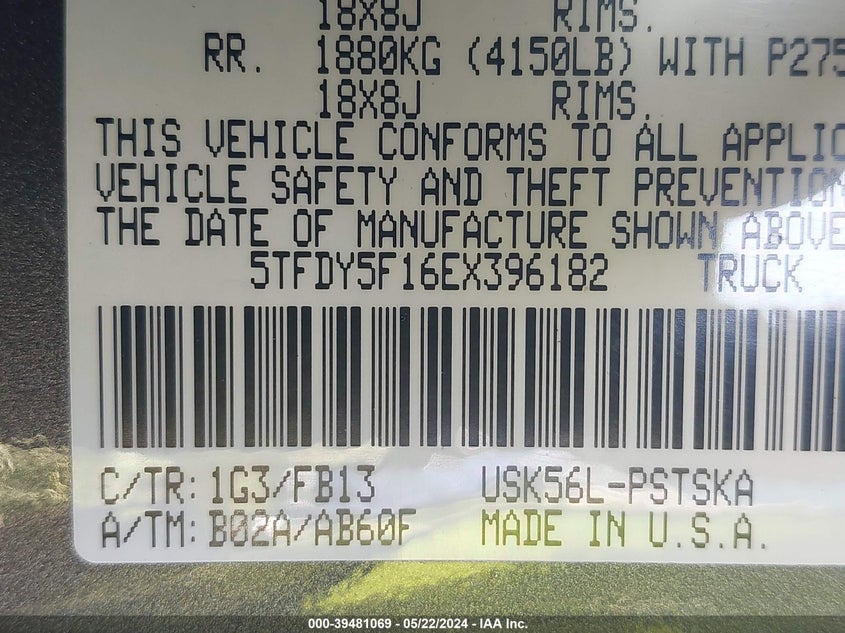 18X8J RIMS.
RR. 1880KG (4150LB) WITH P275
18X8J RIMS.
THIS VEHICLE CONFORMS TO ALL APPLIC
VEHICLE SAFETY AND THEFT PREVENTION
THE DATE OF MANUFACTURE SHOWN ABOVE
5TFDY5F16EX396182 TRUCK
C/TR: 1G3/FB13 USK56L-PSTSKA
A/TM: B02A/AB60F MADE IN U.S.A.
000-39481069 - 05/22/2024 - IAA Inc.